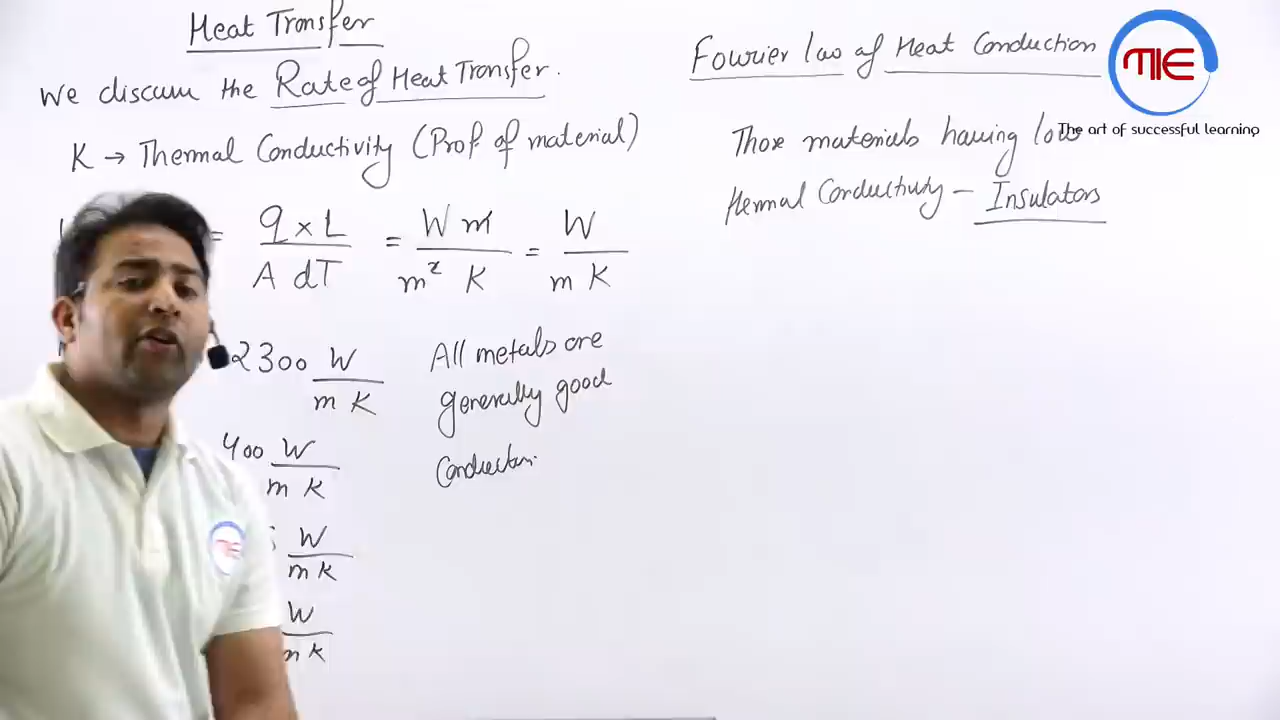 Heat Transfer
We discuss the Rate of Heat Transfer.
K → Thermal Conductivity (Prof. of material)
= q x L / A dT = W m / m² K = W / m K
2300 W / m K
400 W / m K
W / m K
W / m K
All metals are
generally good
Conductors.
Fourier law of Heat Conduction
Those materials having low
thermal Conductivity – Insulators
MIE
The art of successful learning